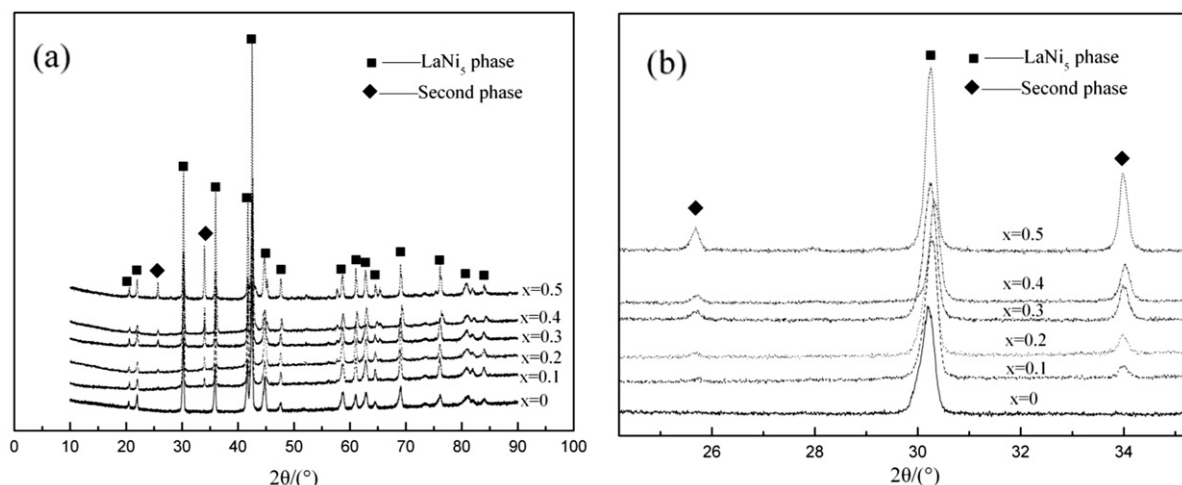 (a)
LaNi₅ phase
Second phase
x=0.5
x=0.4
x=0.3
x=0.2
x=0.1
x=0
0 10 20 30 40 50 60 70 80 90 100
2θ/(°)
(b)
LaNi₅ phase
Second phase
x=0.5
x=0.4
x=0.3
x=0.2
x=0.1
x=0
26 28 30 32 34
2θ/(°)